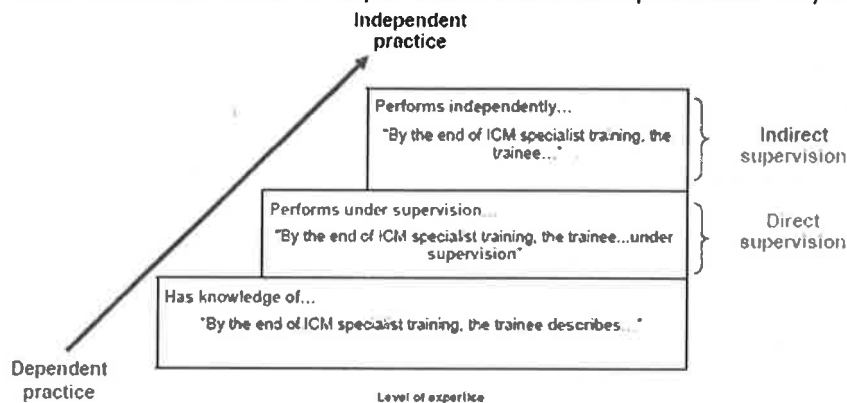 Independent
practice
Performs independently...
"By the end of ICM specialist training, the
trainee..."
Indirect
supervision
Performs under supervision...
"By the end of ICM specialist training, the trainee...under
supervision"
Direct
supervision
Has knowledge of...
"By the end of ICM specialist training, the trainee describes..."
Dependent
practice
Level of expertice